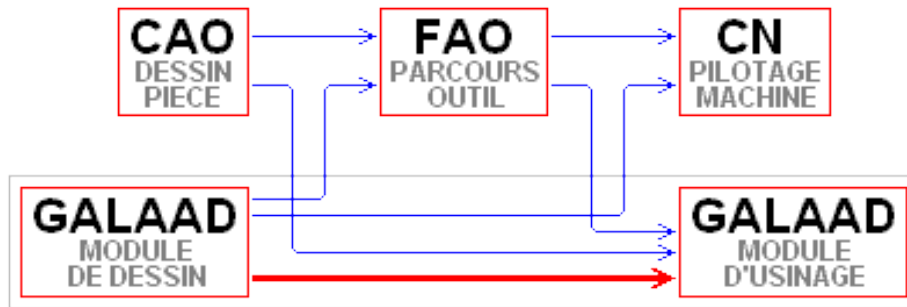 CAO
DESSIN
PIECE
FAO
PARCOURS
OUTIL
CN
PILOTAGE
MACHINE
GALAAD
MODULE
DE DESSIN
GALAAD
MODULE
D'USINAGE